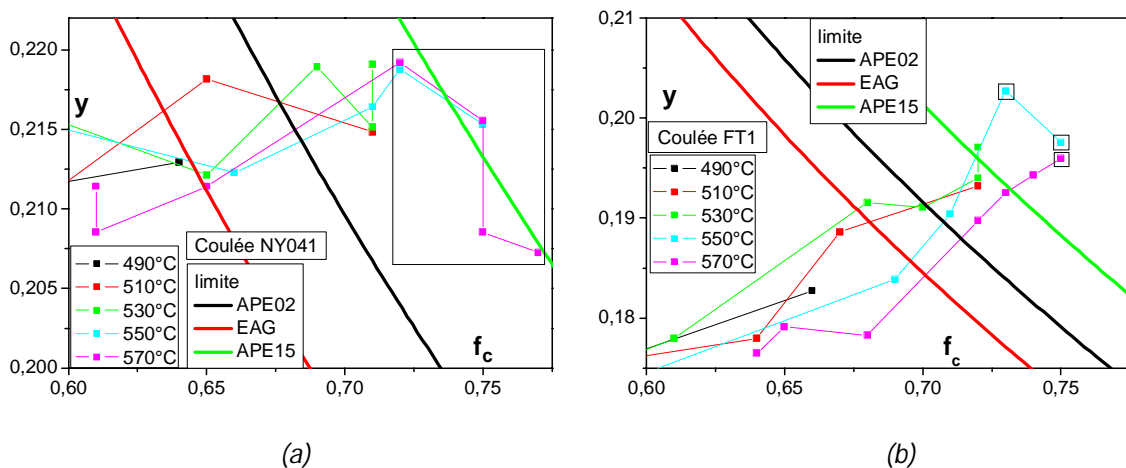 0,220
0,215
0,210
0,205
0,200
y
0,60 0,65 0,70 0,75
f_c
490°C
510°C
530°C
550°C
570°C
Coulée NY041
limite
APE02
EAG
APE15
(a)
0,21
0,20
0,19
0,18
y
0,60 0,65 0,70 0,75
f_c
limite
APE02
EAG
APE15
Coulée FT1
490°C
510°C
530°C
550°C
570°C
(b)